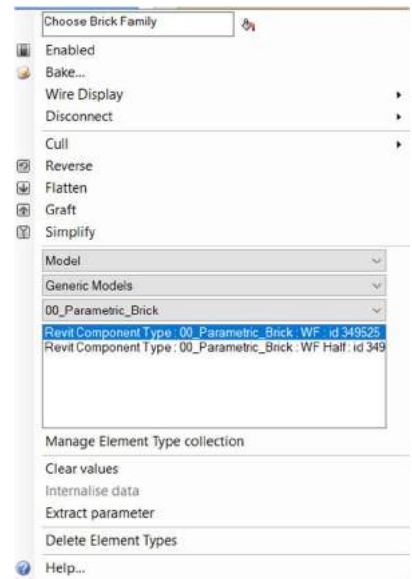 Choose Brick Family
Enabled
Bake...
Wire Display
Disconnect
Cull
Reverse
Flatten
Graft
Simplify
Model
Generic Models
00_Parametric_Brick
Revit Component Type : 00_Parametric_Brick : WF : id 349525
Revit Component Type : 00_Parametric_Brick : WF Half : id 349
Manage Element Type collection
Clear values
Internalise data
Extract parameter
Delete Element Types
Help...